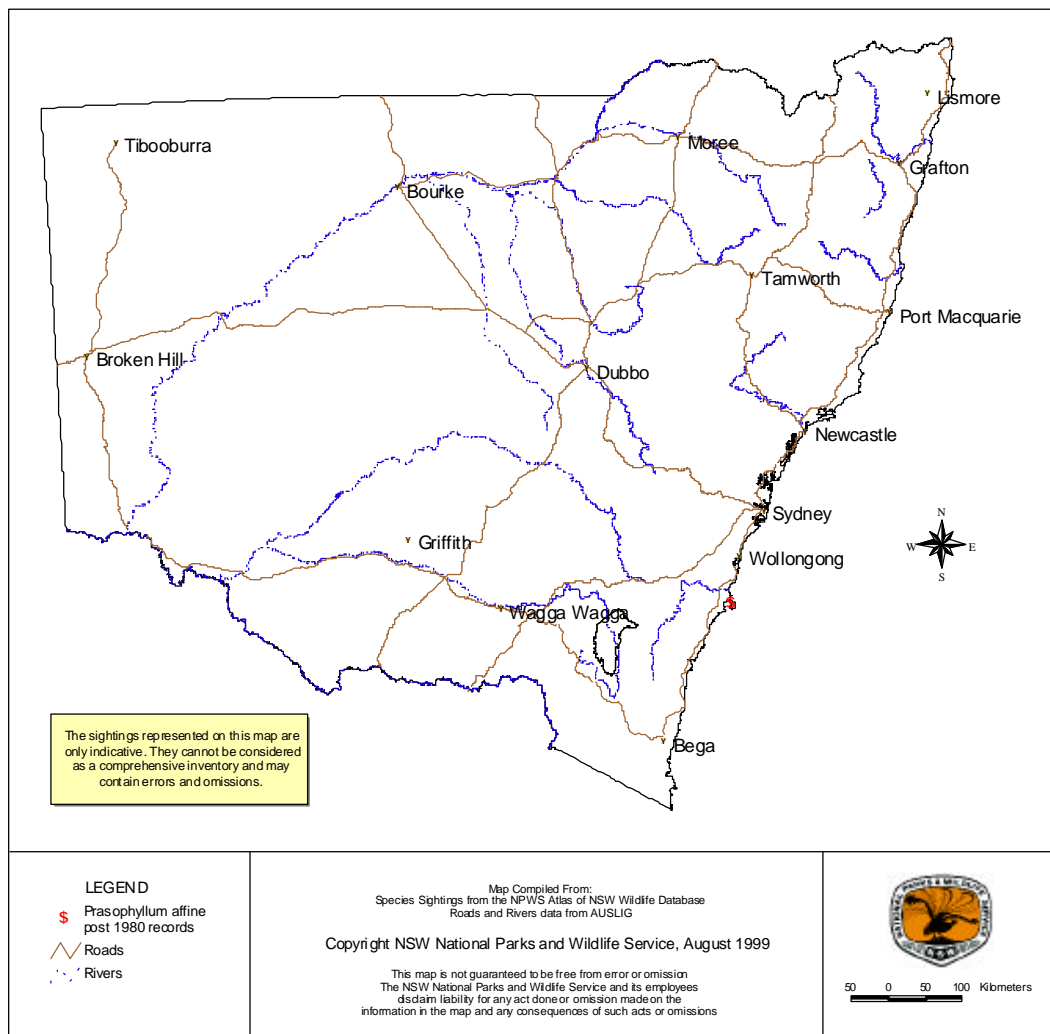 Lismore
Tibooburra
Moree
Grafton
Bourke
Tamworth
Port Macquarie
Broken Hill
Dubbo
Newcastle
Sydney
N
W E
S
Griffith
Wollongong
$
Wagga Wagga
The sightings represented on this map are
only indicative. They cannot be considered
as a comprehensive inventory and may
contain errors and omissions.
Bega
LEGEND
$ Prasophyllum affine
post 1980 records
Roads
Rivers
Map Compiled From:
Species Sightings from the NPWS Atlas of NSW Wildlife Database
Roads and Rivers data from AUSLIG
Copyright NSW National Parks and Wildlife Service, August 1999
This map is not guaranteed to be free from error or omission
The NSW National Parks and Wildlife Service and its employees
disclaim liability for any act done or omission made on the
information in the map and any consequences of such acts or omissions
NATIONAL PARKS & WILDLIFE SERVICE
50 0 50 100 Kilometers